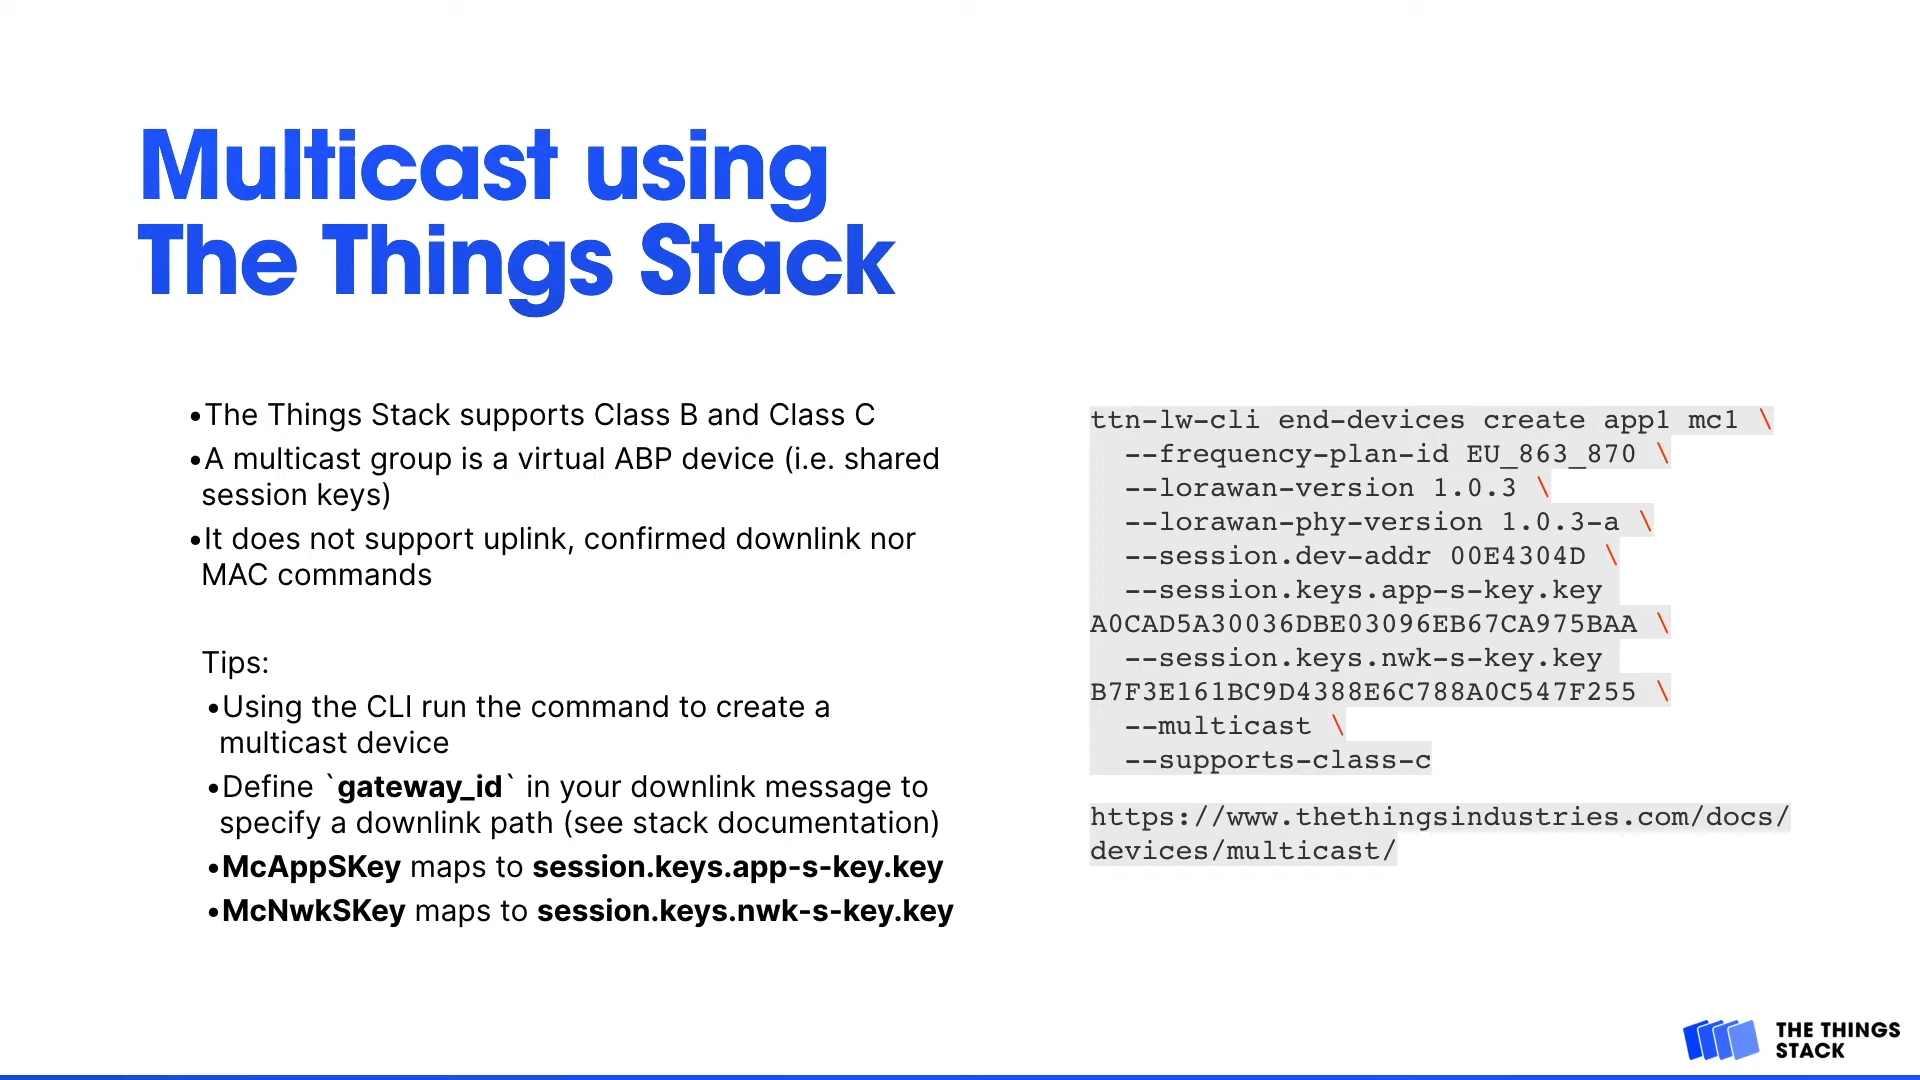 Multicast using
The Things Stack
•The Things Stack supports Class B and Class C
•A multicast group is a virtual ABP device (i.e. shared
session keys)
•It does not support uplink, confirmed downlink nor
MAC commands
Tips:
•Using the CLI run the command to create a
multicast device
•Define `gateway_id` in your downlink message to
specify a downlink path (see stack documentation)
•McAppSKey maps to session.keys.app-s-key.key
•McNwkSKey maps to session.keys.nwk-s-key.key
ttn-lw-cli end-devices create app1 mc1 \
--frequency-plan-id EU_863_870 \
--lorawan-version 1.0.3 \
--lorawan-phy-version 1.0.3-a \
--session.dev-addr 00E4304D \
--session.keys.app-s-key.key
A0CAD5A30036DBE03096EB67CA975BAA \
--session.keys.nwk-s-key.key
B7F3E161BC9D4388E6C788A0C547F255 \
--multicast \
--supports-class-c
https://www.thethingsindustries.com/docs/
devices/multicast/
THE THINGS
STACK